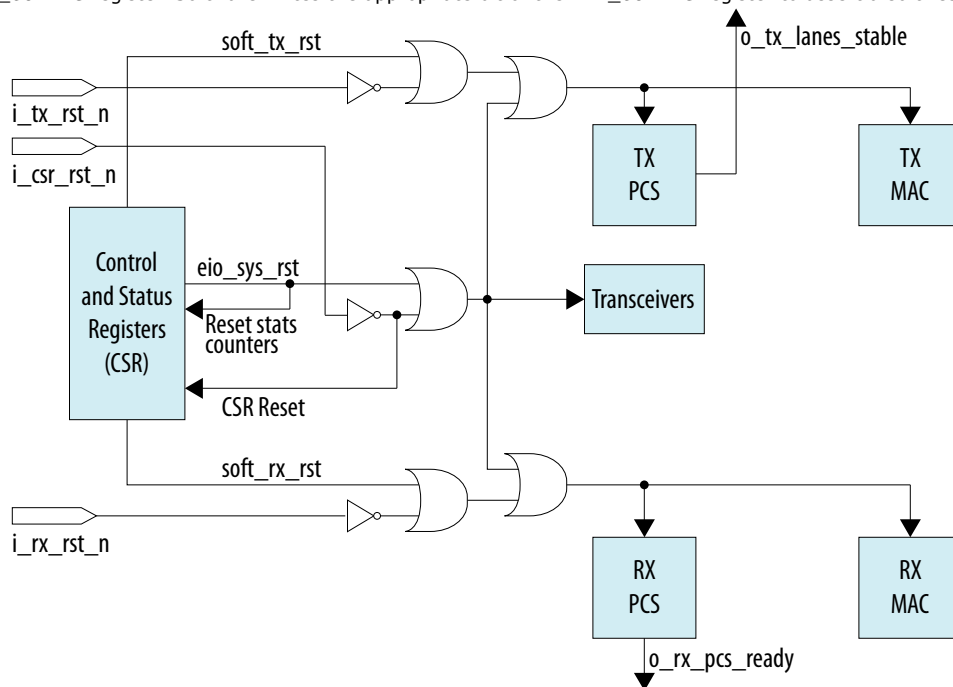 soft_tx_rst
o_tx_lanes_stable
i_tx_rst_n
i_csr_rst_n
TX
PCS
TX
MAC
Control
and Status
Registers
(CSR)
eio_sys_rst
Reset stats
counters
Transceivers
CSR Reset
soft_rx_rst
i_rx_rst_n
RX
PCS
RX
MAC
o_rx_pcs_ready